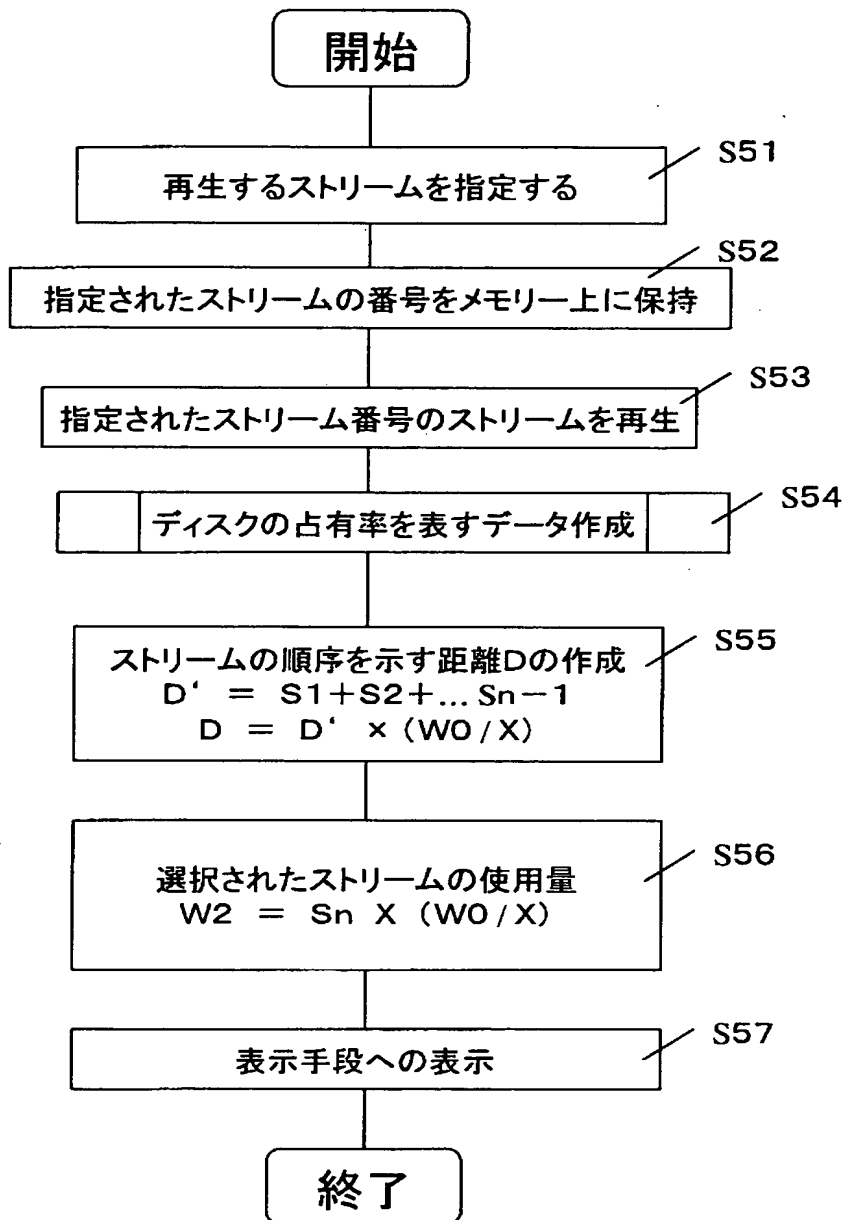 開始
S51
再生するストリームを指定する
S52
指定されたストリームの番号をメモリー上に保持
S53
指定されたストリーム番号のストリームを再生
S54
ディスクの占有率を表すデータ作成
S55
ストリームの順序を示す距離Dの作成
D‘ = S1+S2+...Sn-1
D = D‘ × (W0/X)
S56
選択されたストリームの使用量
W2 = Sn X (W0/X)
S57
表示手段への表示
終了